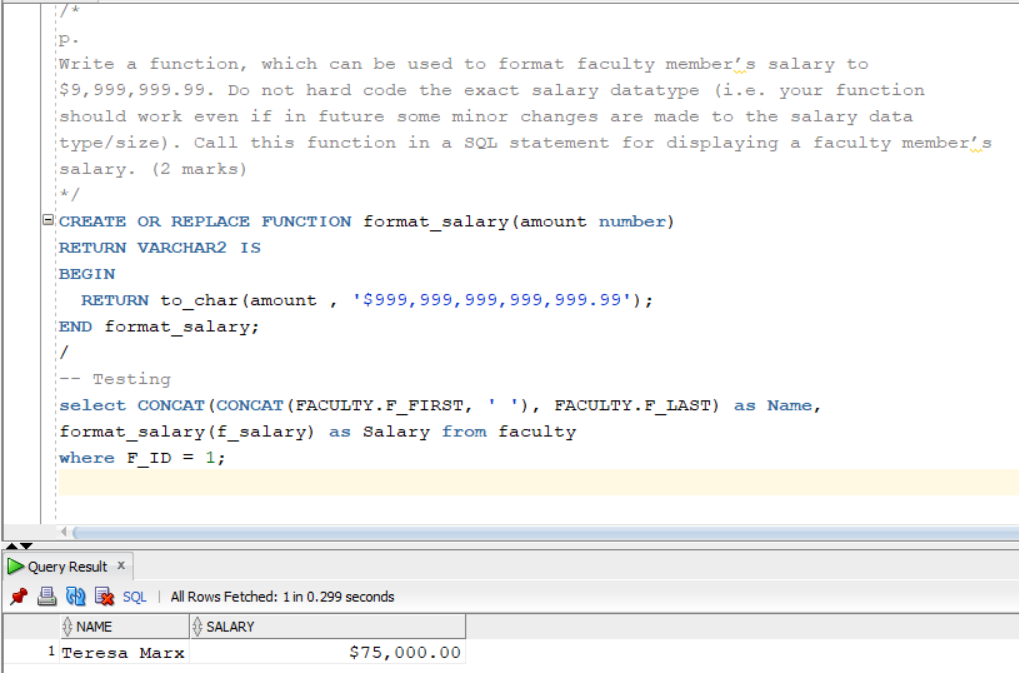 /*
p.
Write a function, which can be used to format faculty member’s salary to
$9,999,999.99. Do not hard code the exact salary datatype (i.e. your function
should work even if in future some minor changes are made to the salary data
type/size). Call this function in a SQL statement for displaying a faculty member’s
salary. (2 marks)
*/
CREATE OR REPLACE FUNCTION format_salary(amount number)
RETURN VARCHAR2 IS
BEGIN
  RETURN to_char(amount , '$999,999,999,999,999.99');
END format_salary;
/
-- Testing
select CONCAT(CONCAT(FACULTY.F_FIRST, ' '), FACULTY.F_LAST) as Name,
format_salary(f_salary) as Salary from faculty
where F_ID = 1;
Query Result x
SQL | All Rows Fetched: 1 in 0.299 seconds
NAME SALARY
1 Teresa Marx $75,000.00